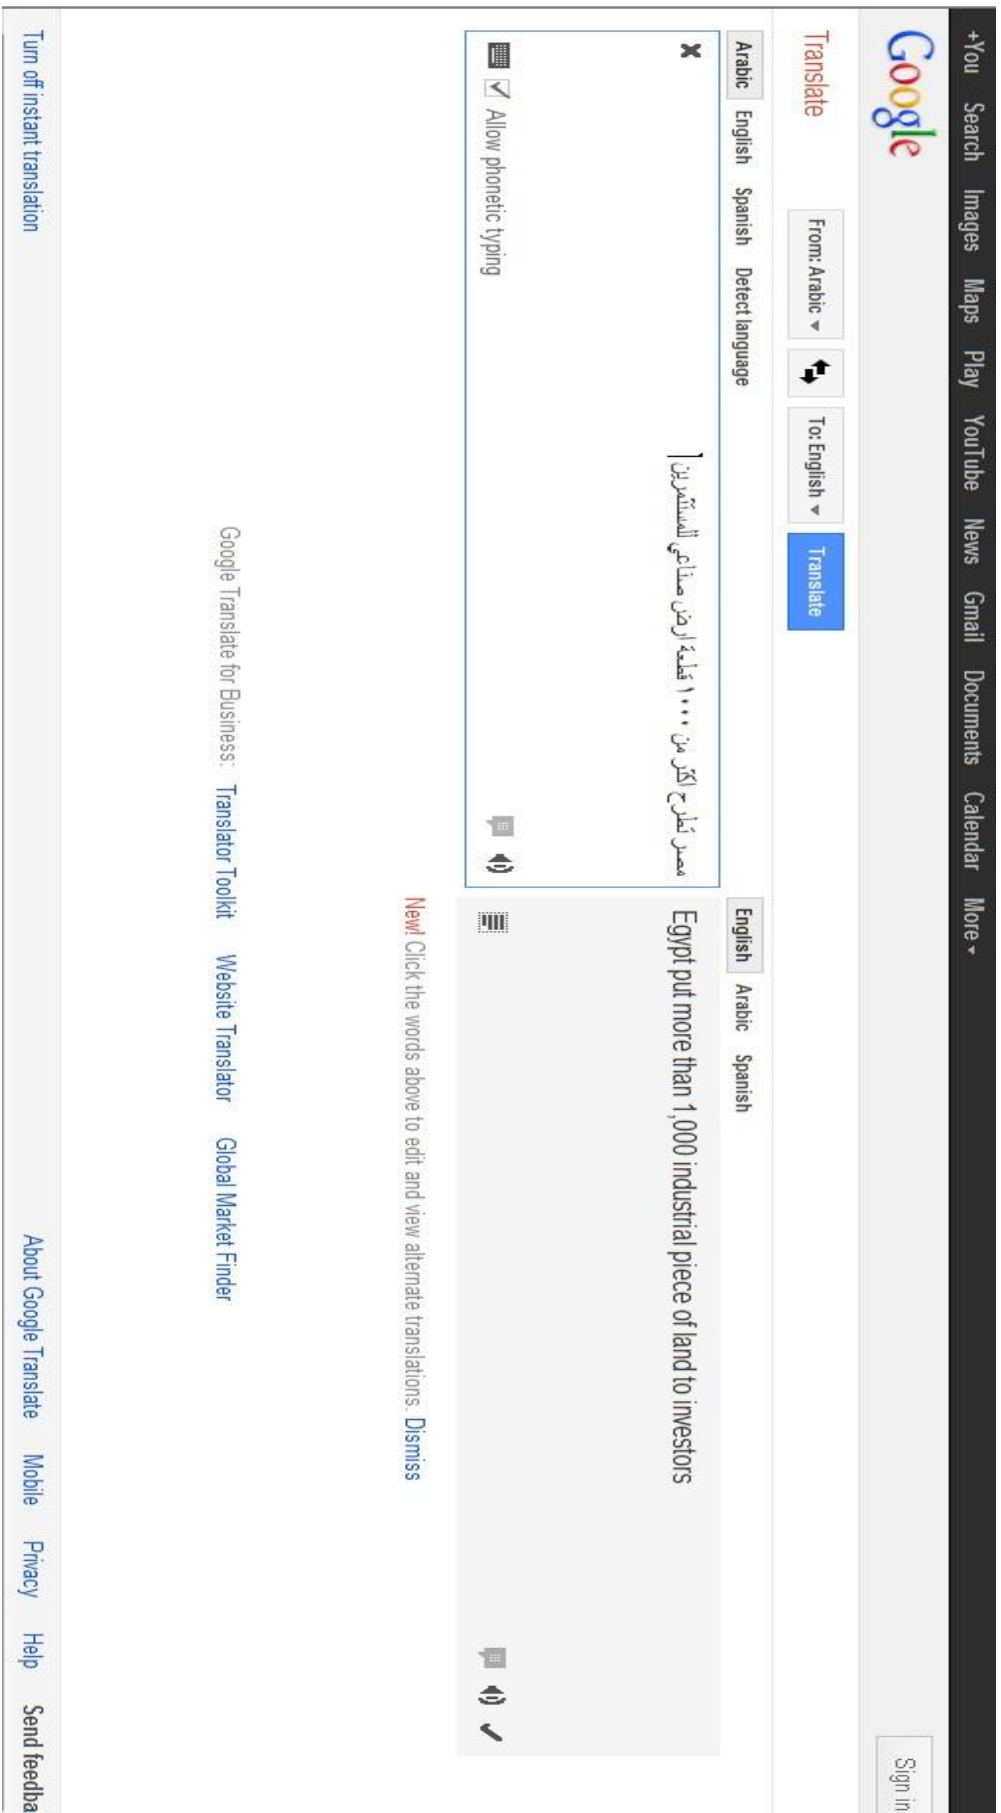 +You Search Images Maps Play YouTube News Gmail Documents Calendar More
Google
Sign in
Translate From: Arabic To: English Translate
Arabic English Spanish Detect language
English Arabic Spanish
مصر تطرح اكثر من ١٠٠٠ قطعة ارض صناعي للمستثمرين
Egypt put more than 1,000 industrial piece of land to investors
Allow phonetic typing
New! Click the words above to edit and view alternate translations. Dismiss
Google Translate for Business: Translator Toolkit Website Translator Global Market Finder
Turn off instant translation About Google Translate Mobile Privacy Help Send feedba